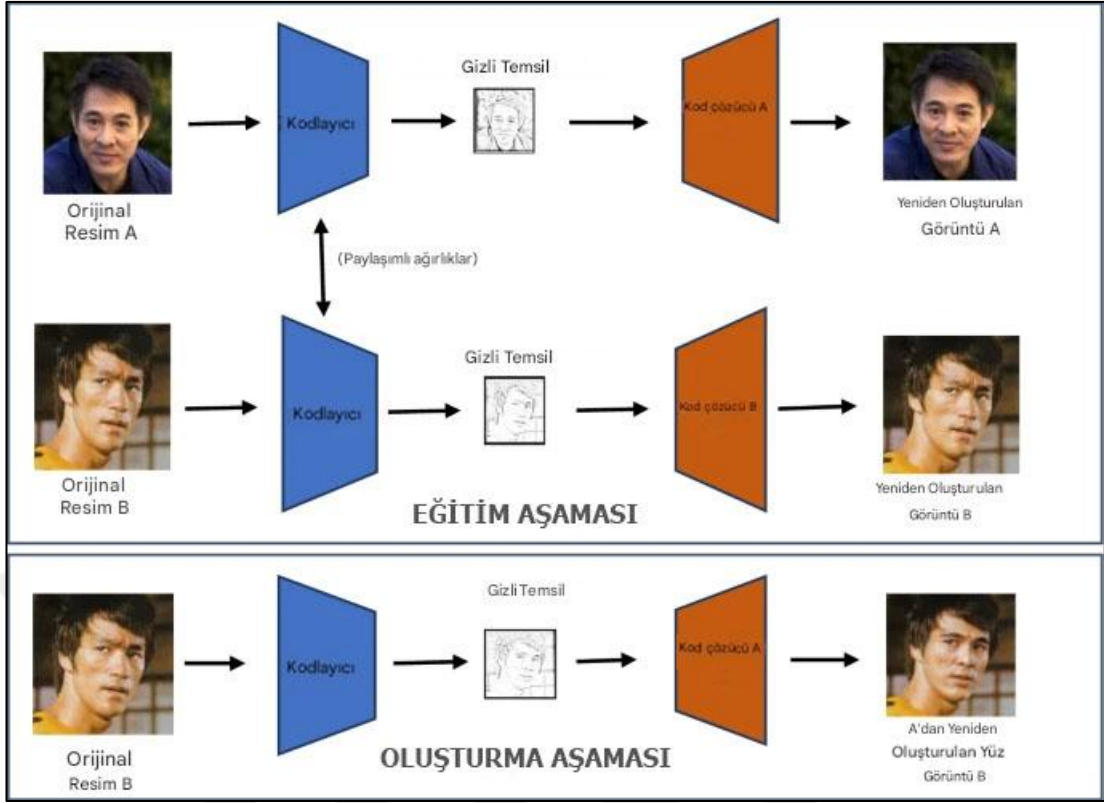 Gizli Temsil
Kodlayıcı
Kod çözücü A
Orijinal
Resim A
Yeniden Oluşturulan
Görüntü A
(Paylaşımlı ağırlıklar)
Gizli Temsil
Kodlayıcı
Kod çözücü B
Orijinal
Resim B
Yeniden Oluşturulan
Görüntü B
EĞİTİM AŞAMASI
Gizli Temsil
Kodlayıcı
Kod çözücü A
Orijinal
Resim B
A'dan Yeniden
Oluşturulan Yüz
Görüntü B
OLUŞTURMA AŞAMASI